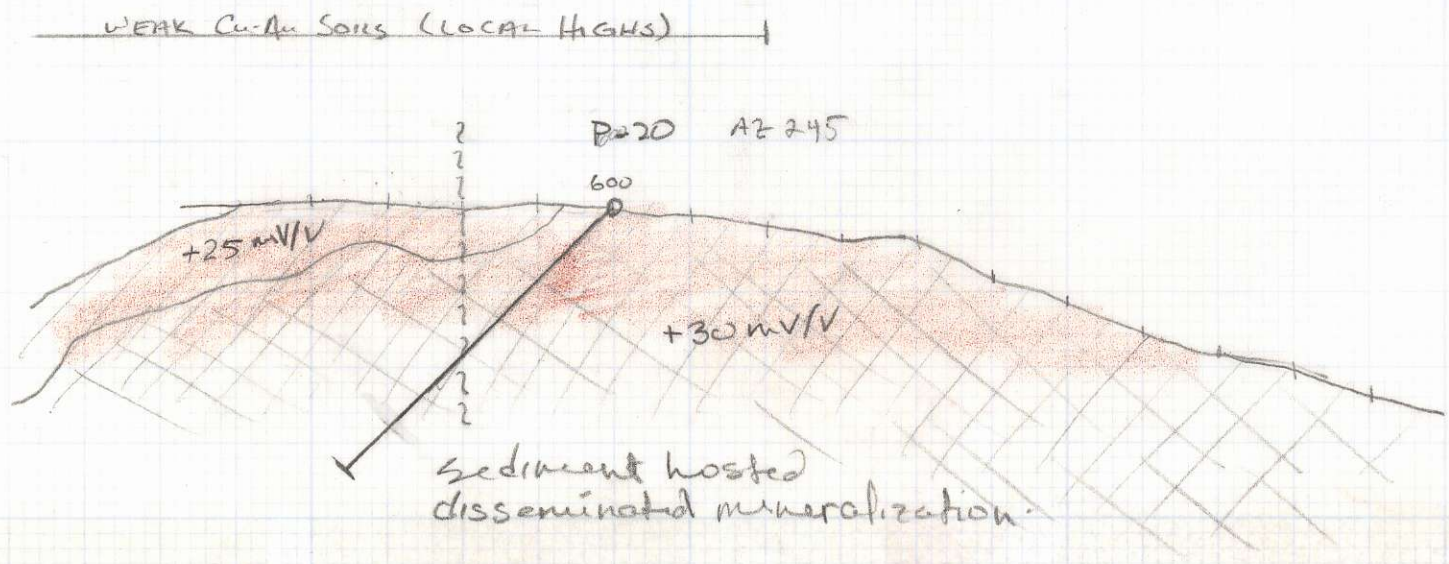 WEAK Cu-Au SOILS (LOCAL HIGHS)
P-20 AZ 245
600
+25 mV/V
+30 mV/V
sediment hosted
disseminated mineralization.